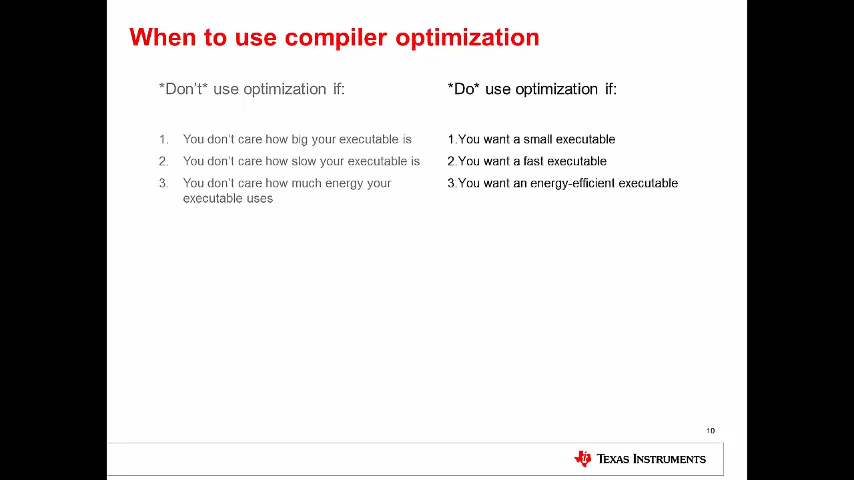 When to use compiler optimization
*Don't* use optimization if:
1. You don't care how big your executable is
2. You don't care how slow your executable is
3. You don't care how much energy your
executable uses
*Do* use optimization if:
1.You want a small executable
2.You want a fast executable
3.You want an energy-efficient executable
10
TEXAS INSTRUMENTS